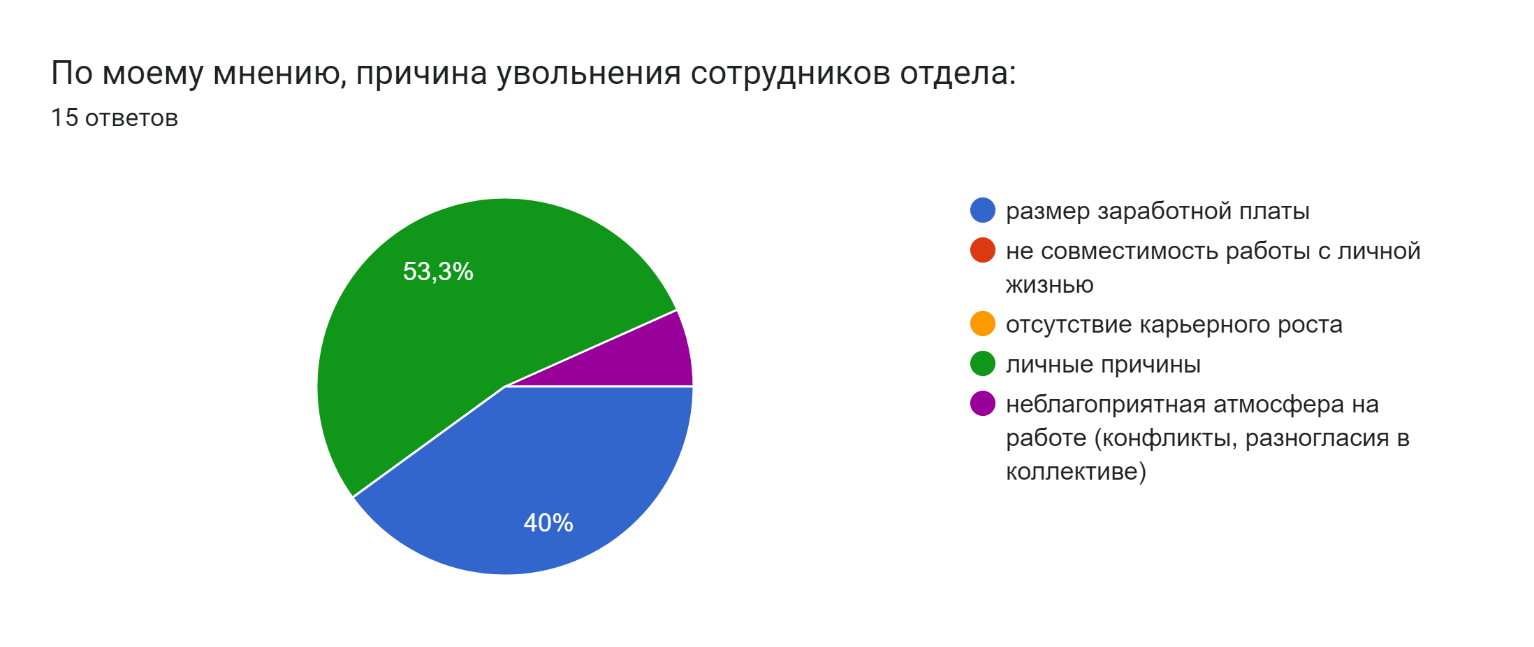 По моему мнению, причина увольнения сотрудников отдела:
15 ответов
53,3%
40%
размер заработной платы
не совместимость работы с личной
жизнью
отсутствие карьерного роста
личные причины
неблагоприятная атмосфера на
работе (конфликты, разногласия в
коллективе)